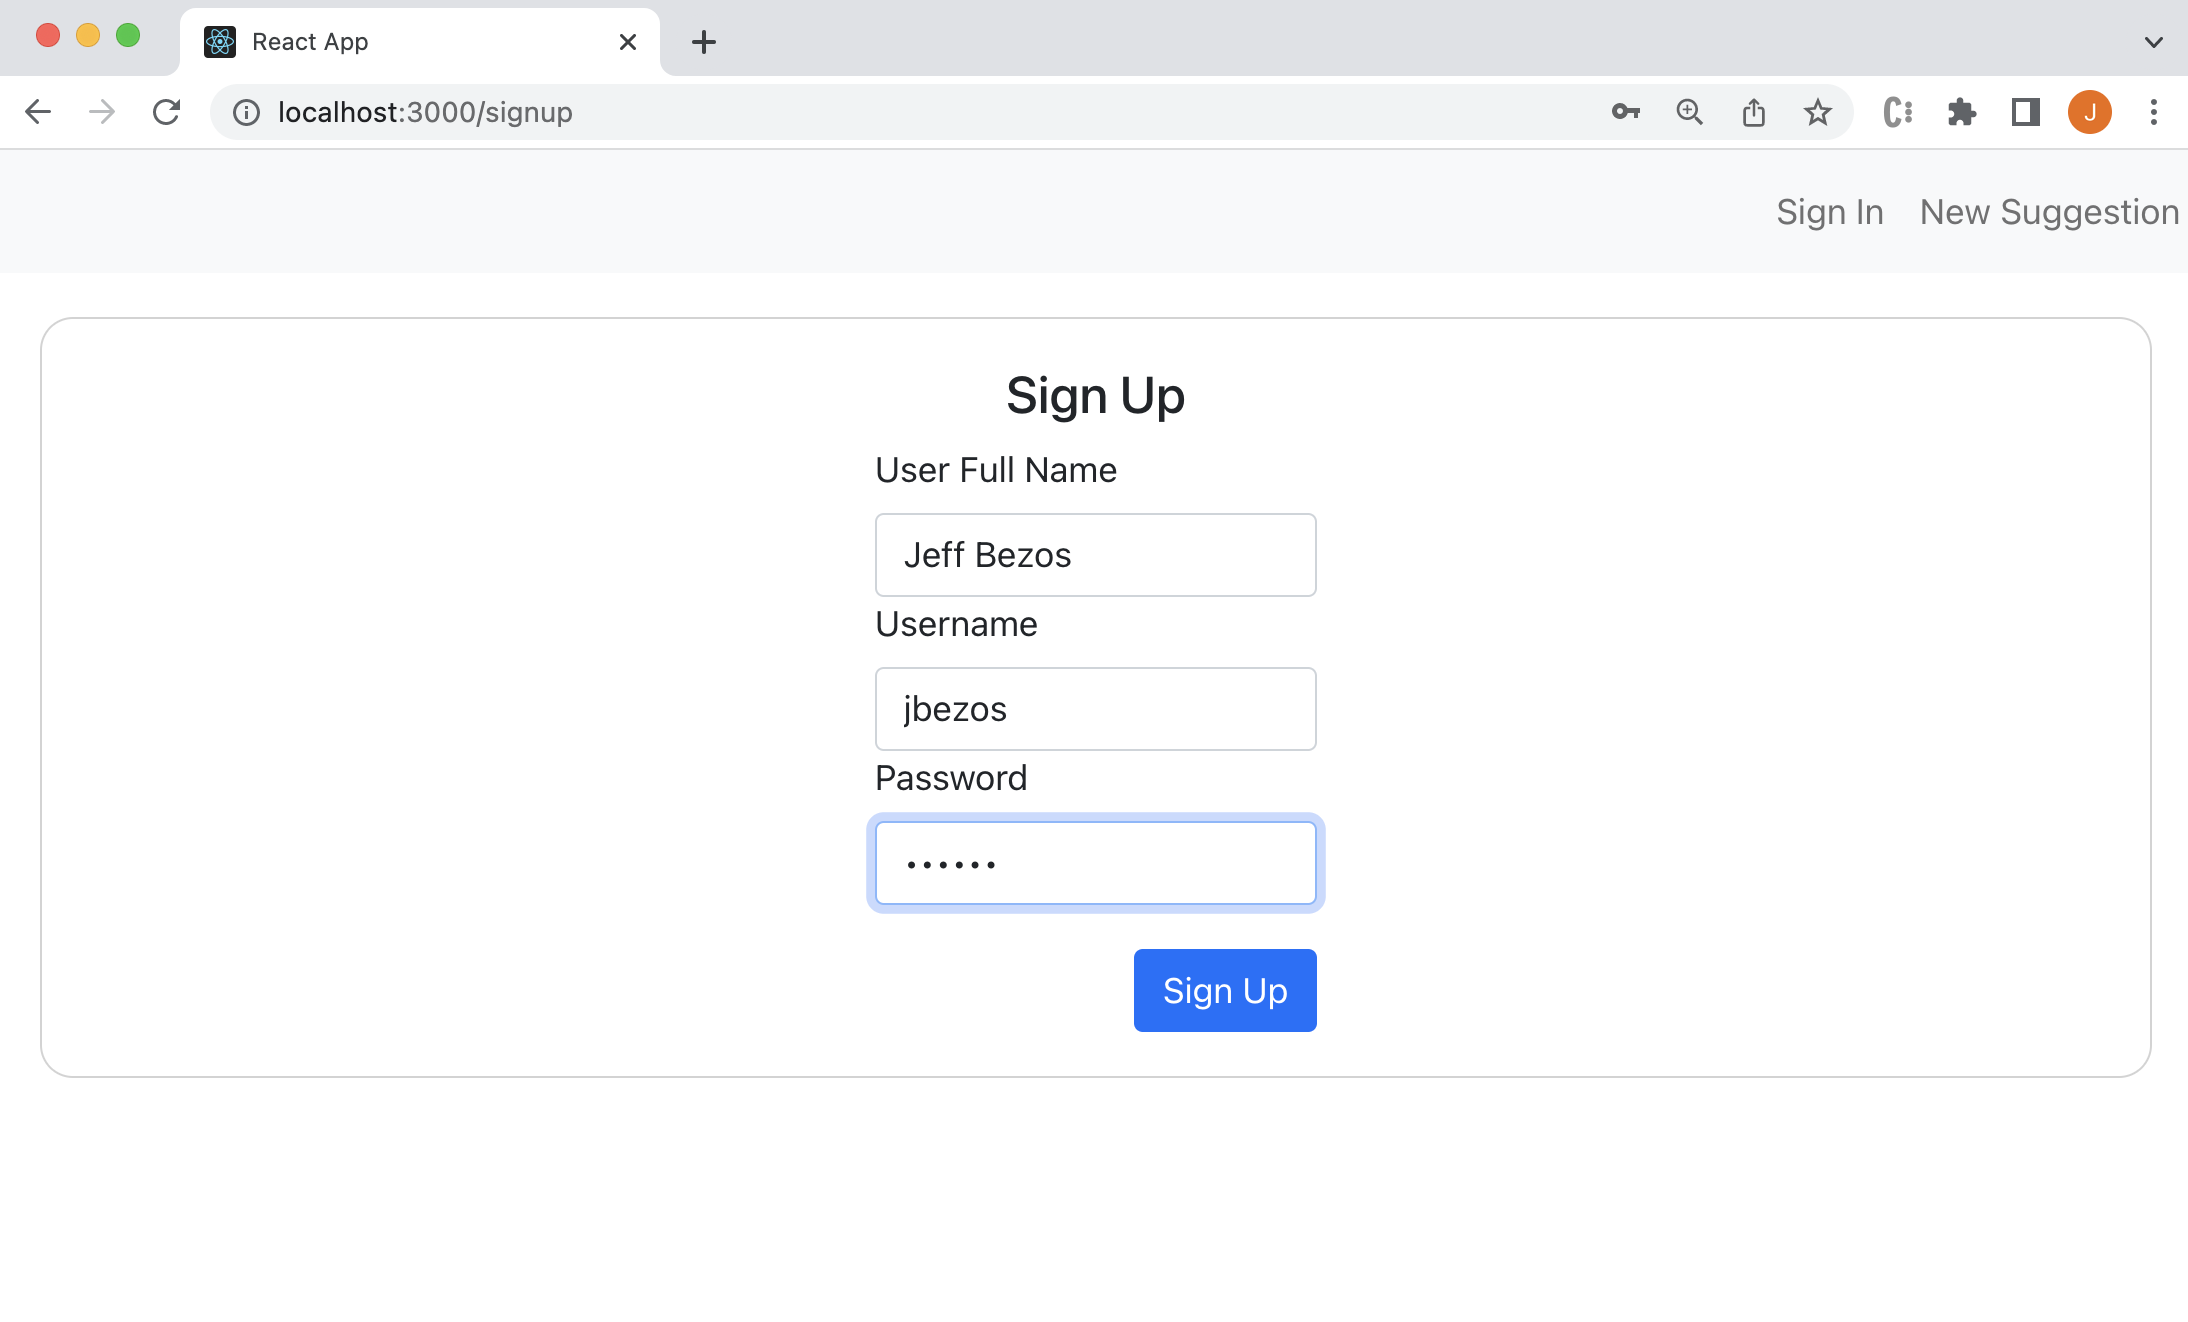 React App
localhost:3000/signup
J
Sign In New Suggestion
Sign Up
User Full Name
Jeff Bezos
Username
jbezos
Password
••••••
Sign Up